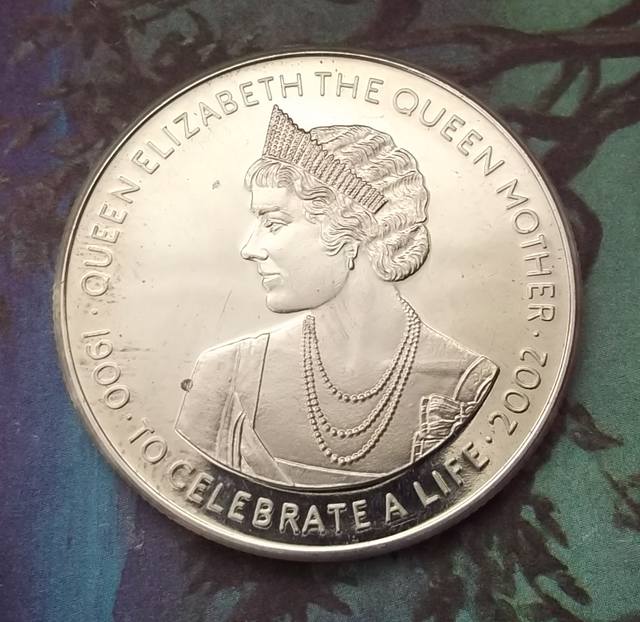 QUEEN ELIZABETH THE QUEEN MOTHER
1900 · TO CELEBRATE A LIFE · 2002